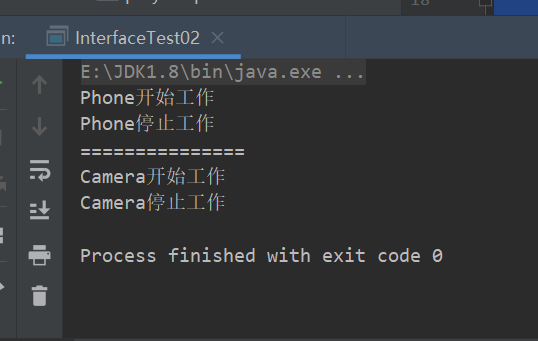 18
n:
InterfaceTest02
E:\JDK1.8\bin\java.exe ...
Phone开始工作
Phone停止工作
===============
Camera开始工作
Camera停止工作
Process finished with exit code 0